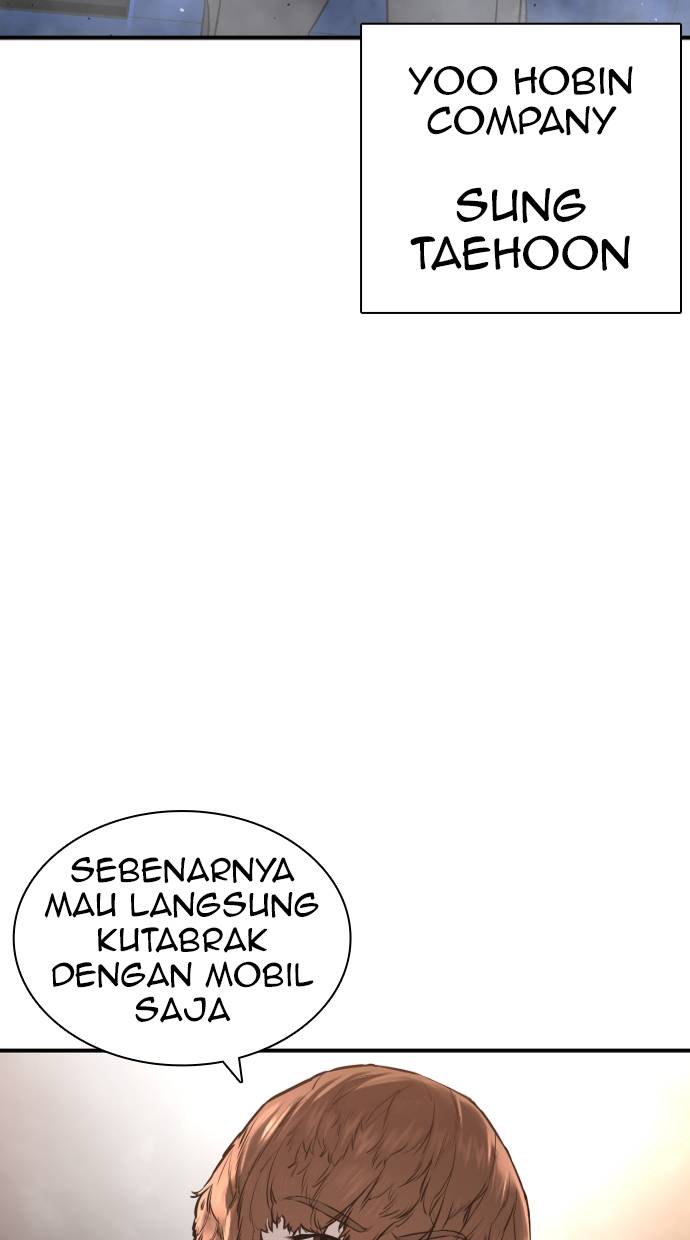 YOO HOBIN
COMPANY
SUNG
TAEHOON
SEBENARNYA
MAU LANGSUNG
KUTABRAK
DENGAN MOBIL
SAJA